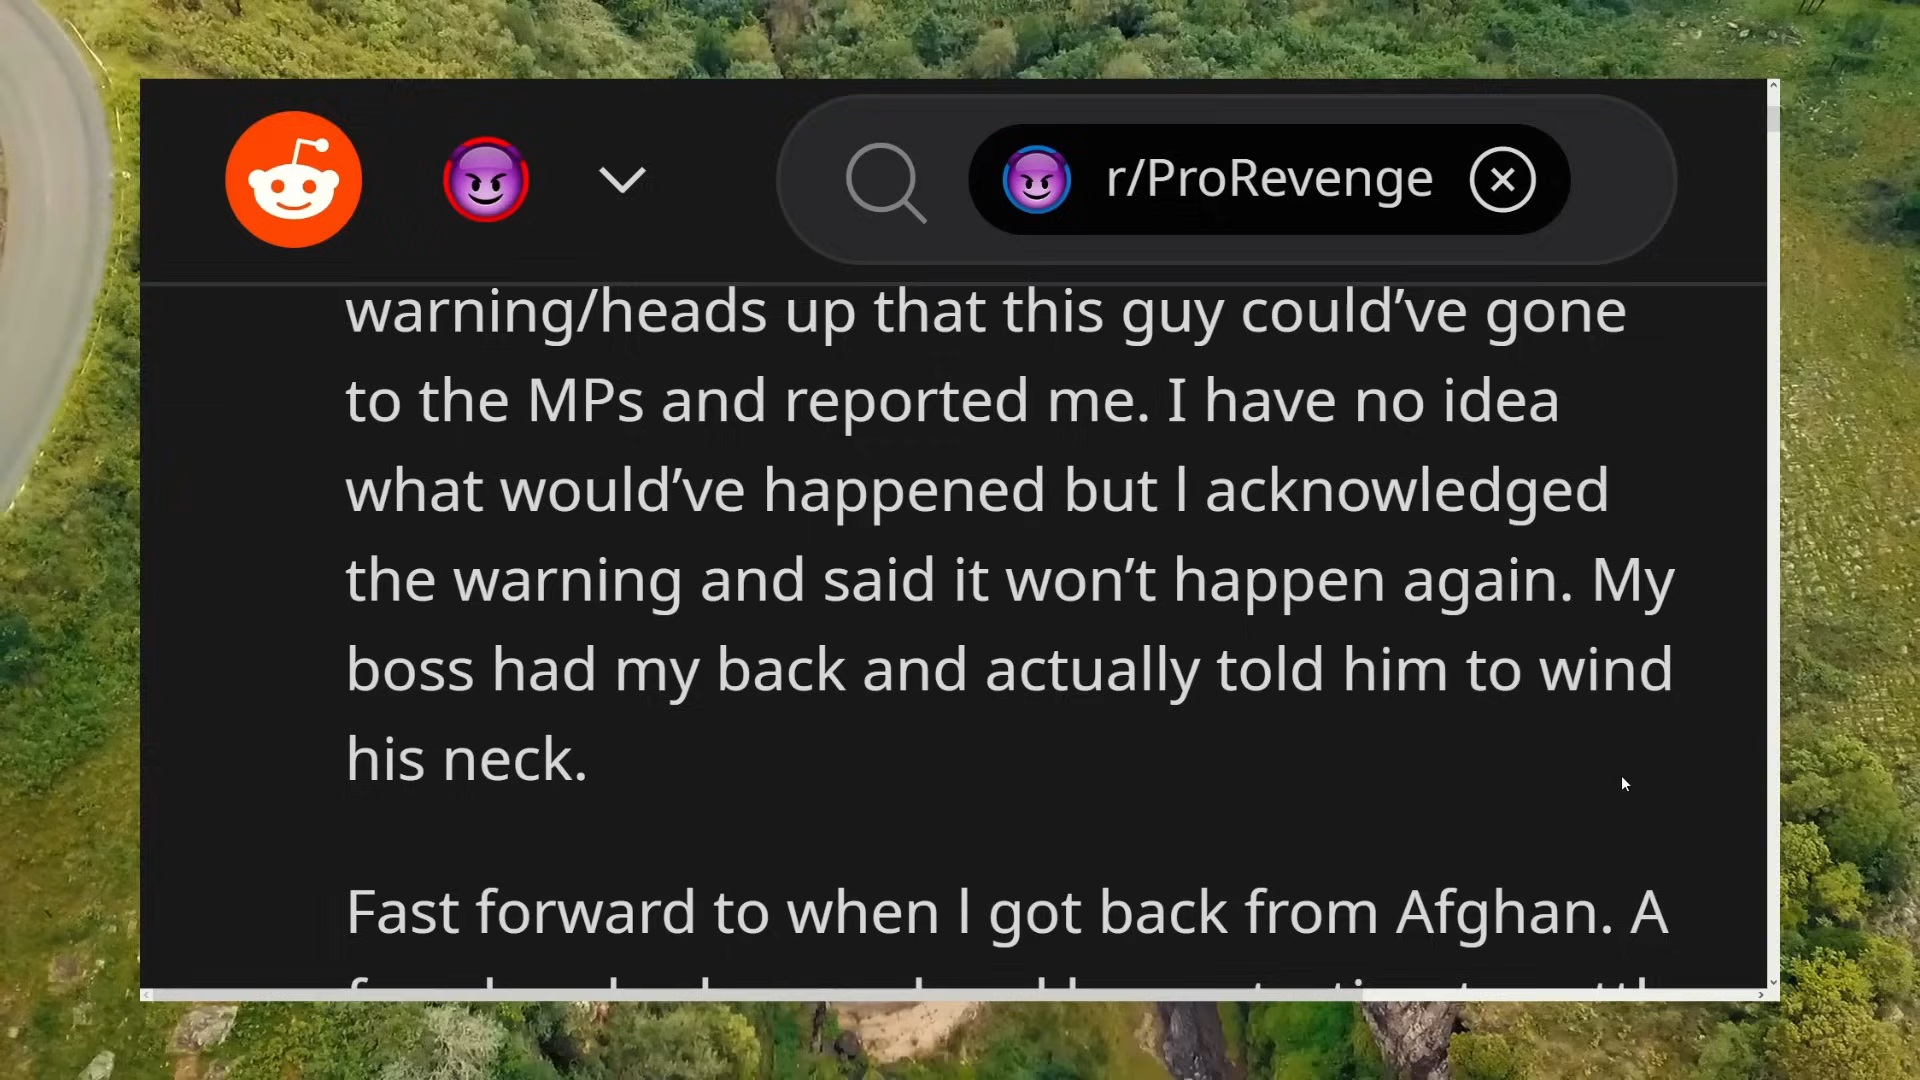 r/ProRevenge
warning/heads up that this guy could’ve gone
to the MPs and reported me. I have no idea
what would’ve happened but l acknowledged
the warning and said it won’t happen again. My
boss had my back and actually told him to wind
his neck.
Fast forward to when l got back from Afghan. A